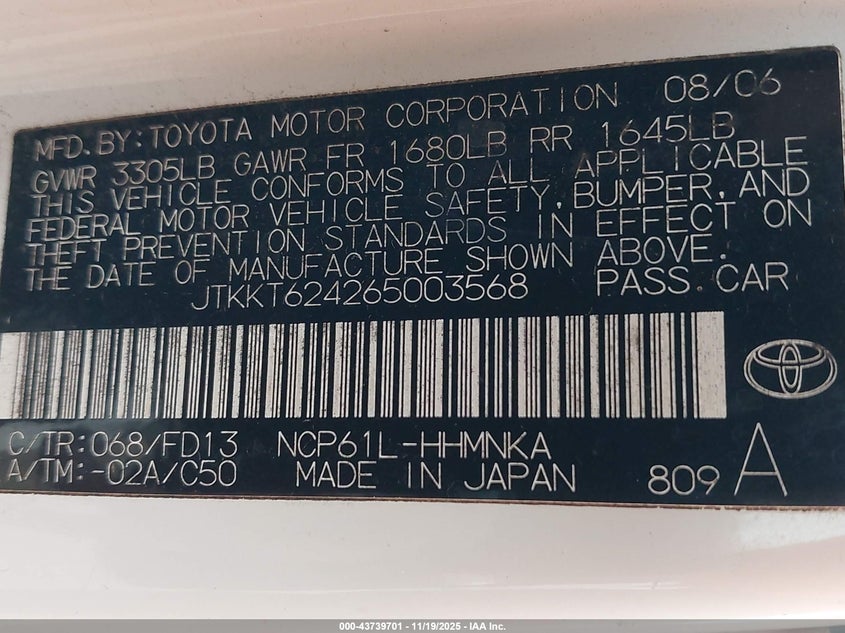 MFD. BY: TOYOTA MOTOR CORPORATION 08/06
GVWR 3305LB GAWR FR 1680LB RR 1645LB
THIS VEHICLE CONFORMS TO ALL APPLICABLE
FEDERAL MOTOR VEHICLE SAFETY, BUMPER, AND
THEFT PREVENTION STANDARDS IN EFFECT ON
THE DATE OF MANUFACTURE SHOWN ABOVE.
JTKKT624265003568 PASS. CAR
C/TR: 068/FD13 NCP61L-HHMNKA
A/TM: -02A/C50 MADE IN JAPAN 809 A
000-43739701 - 11/19/2025 - IAA Inc.